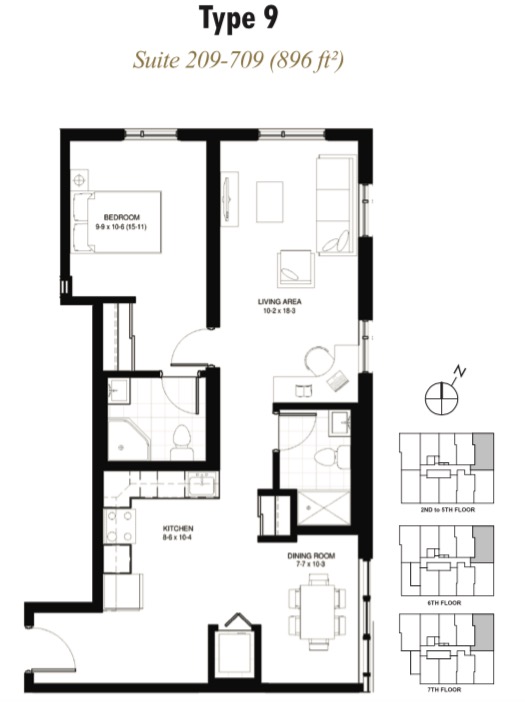 Type 9
Suite 209-709 (896 ft²)
BEDROOM
9-9 x 10-6 (15-11)
LIVING AREA
10-2 x 18-3
N
2ND to 5TH FLOOR
KITCHEN
8-6 x 10-4
DINING ROOM
7-7 x 10-3
6TH FLOOR
7TH FLOOR